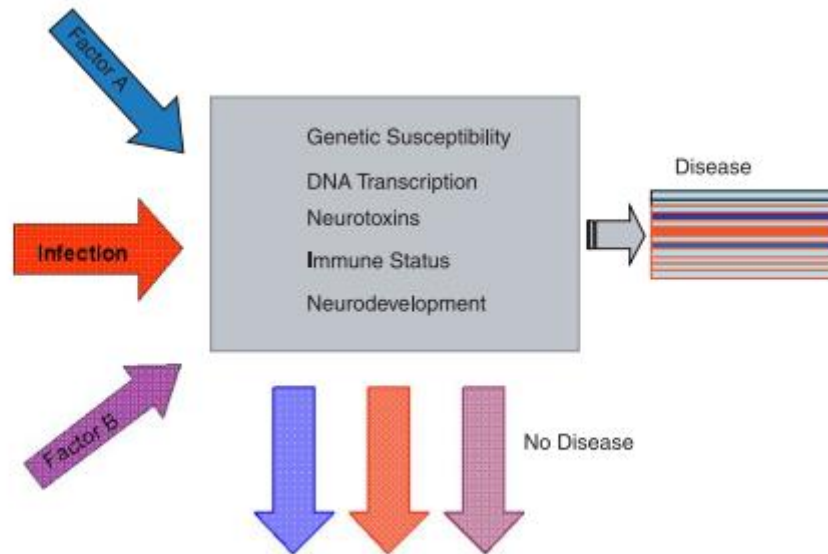 Factor A
Genetic Susceptibility
Disease
DNA Transcription
Neurotoxins
Infection
Immune Status
Neurodevelopment
Factor B
No Disease